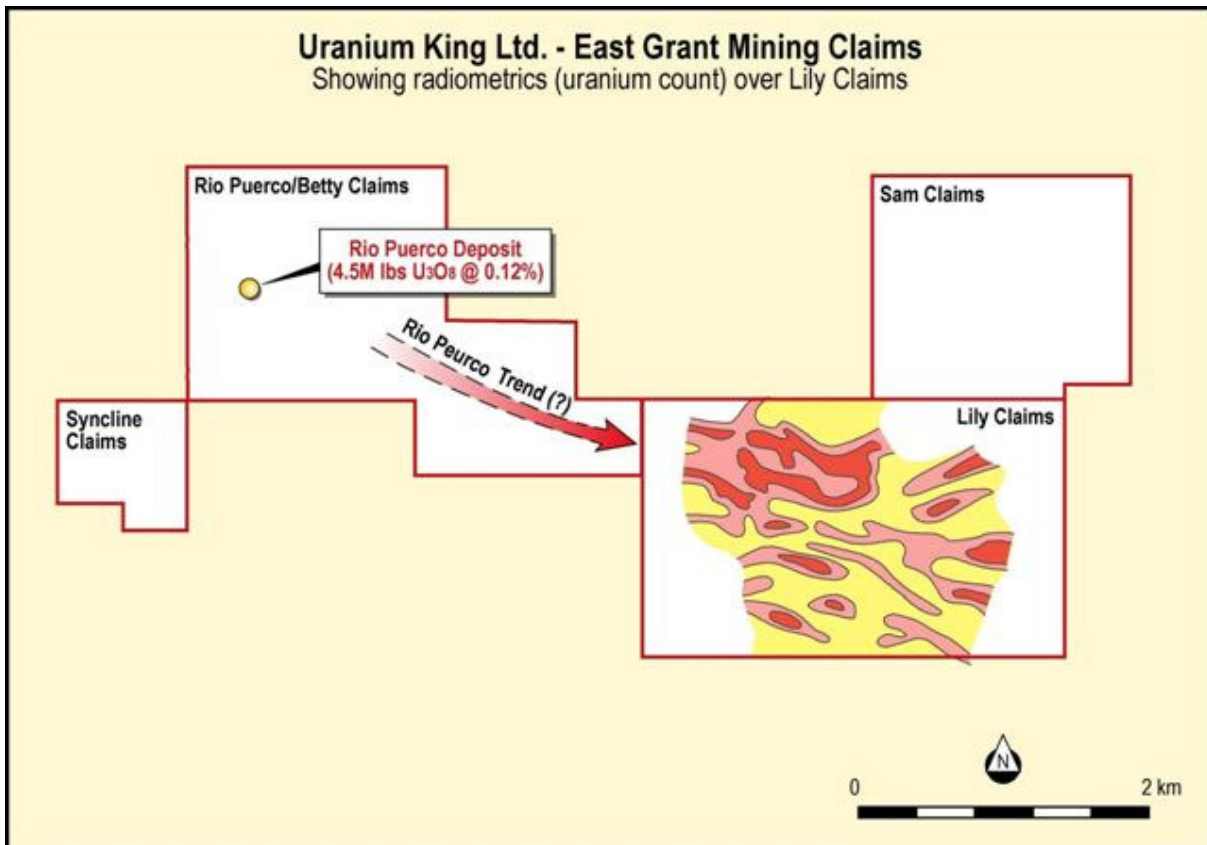 Uranium King Ltd. - East Grant Mining Claims
Showing radiometrics (uranium count) over Lily Claims
Rio Puerco/Betty Claims
Sam Claims
Rio Puerco Deposit
(4.5M lbs U₃O₈ @ 0.12%)
Rio Peurco Trend (?)
Syncline
Claims
Lily Claims
N
0
2 km